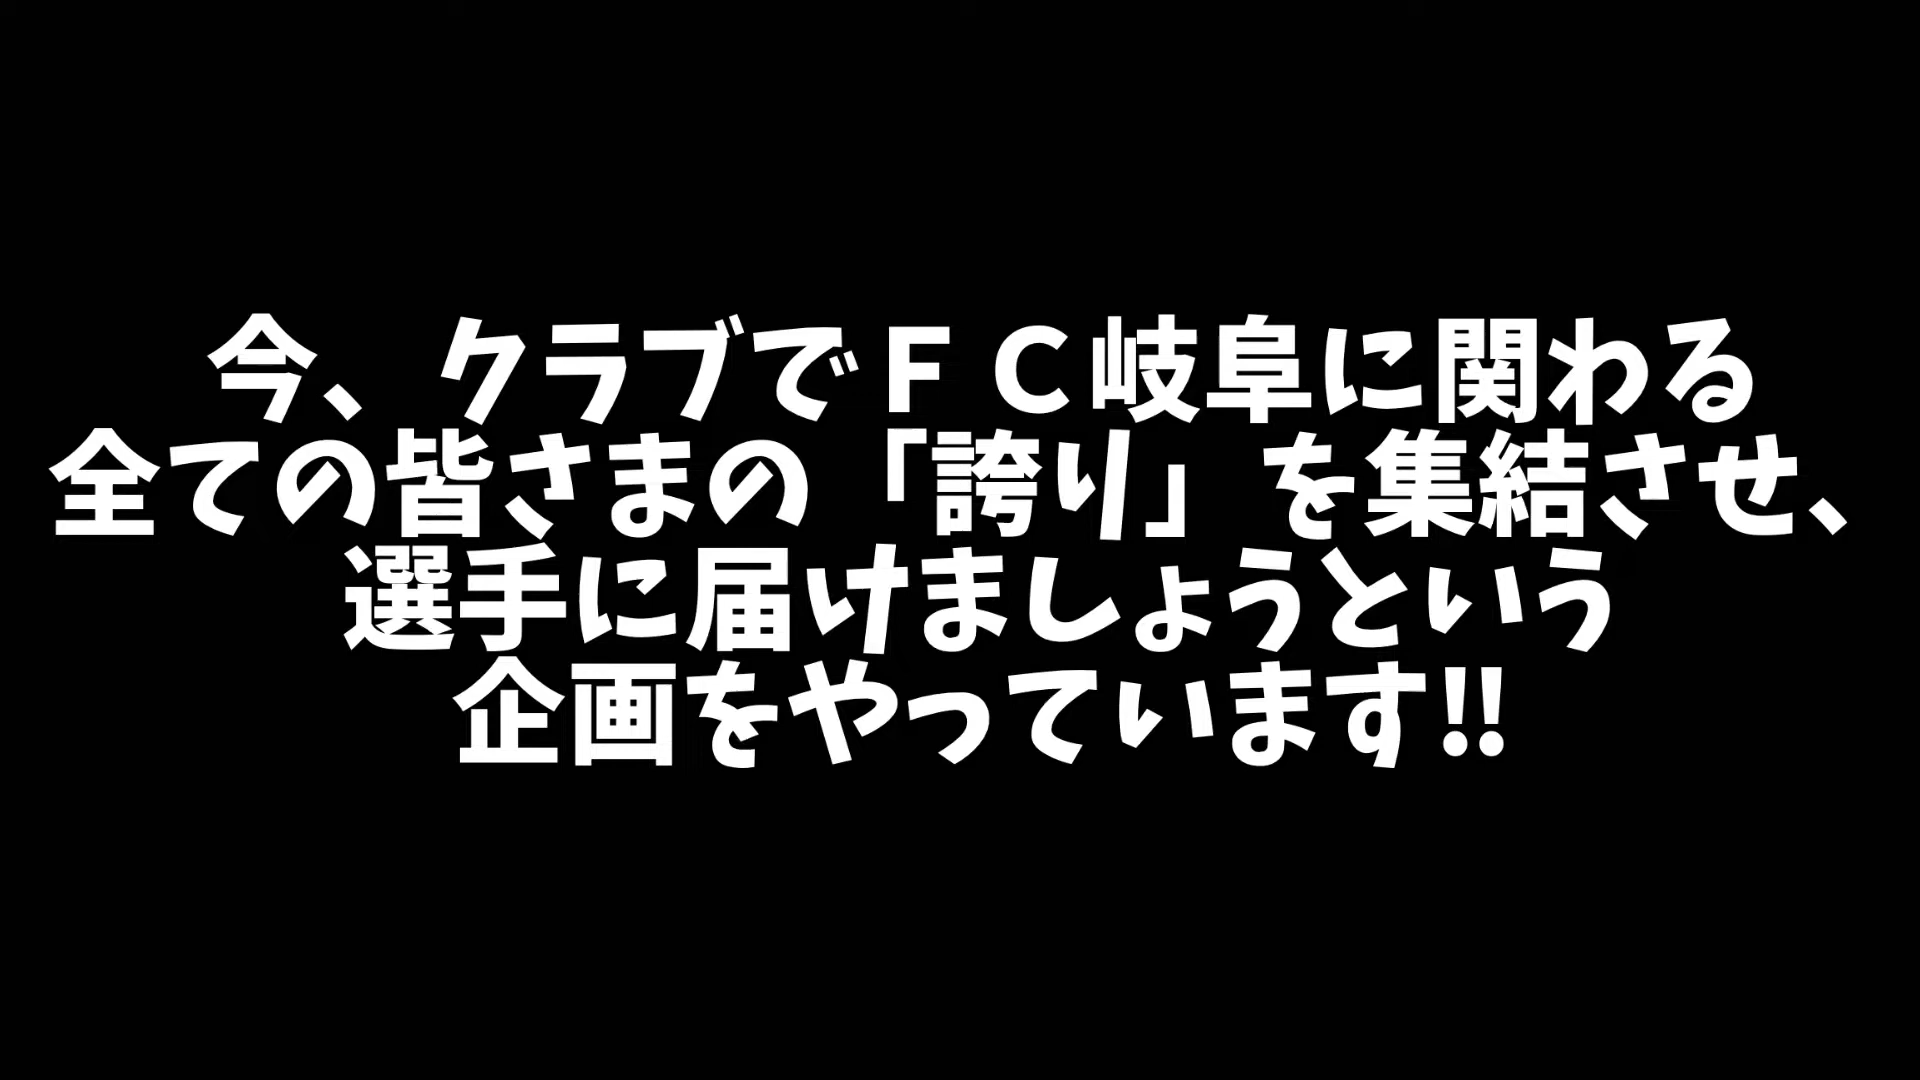 今、クラブでＦＣ岐阜に関わる
全ての皆さまの「誇り」を集結させ、
選手に届けましょうという
企画をやっています!!